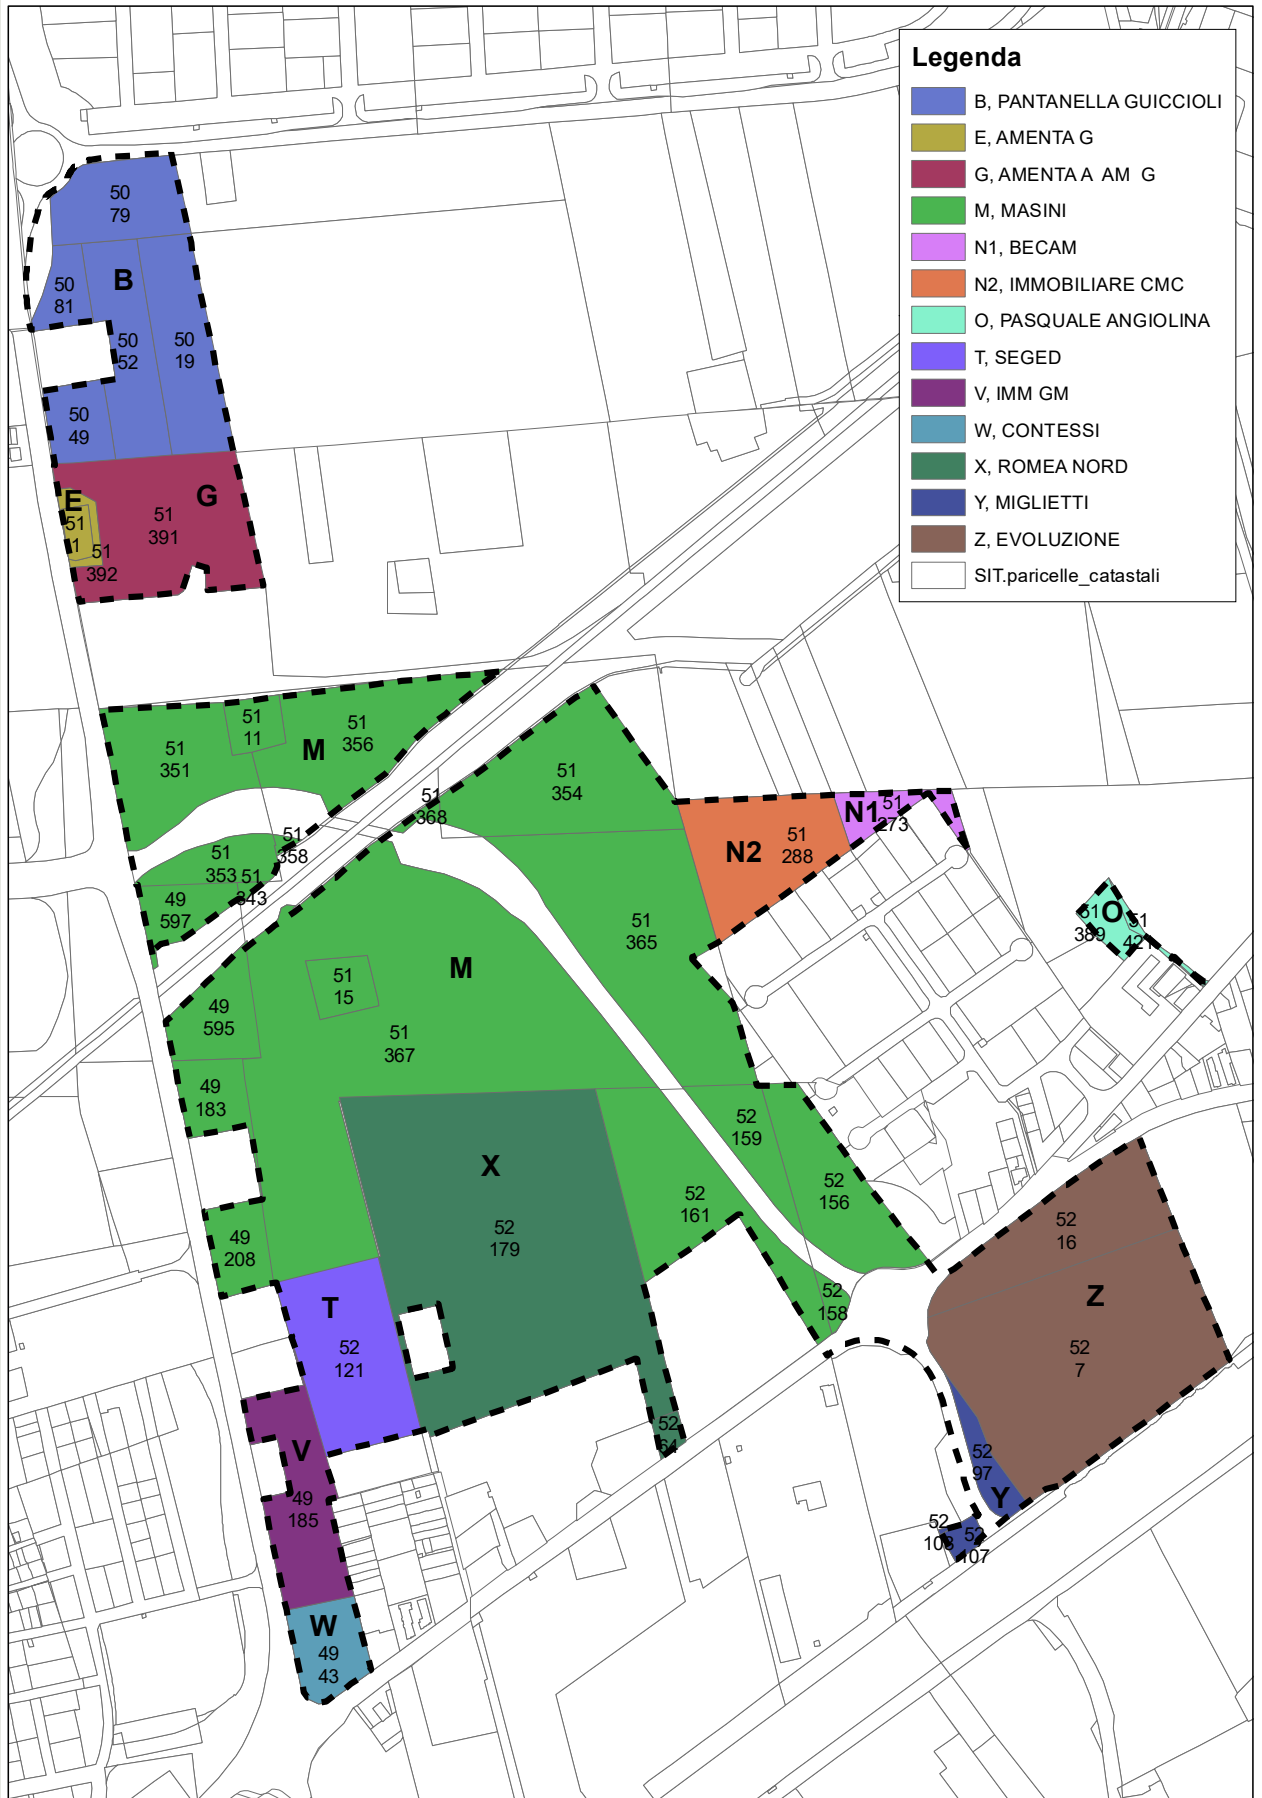 Legenda
B, PANTANELLA GUICCIOLI
E, AMENTA G
G, AMENTA A  AM  G
M, MASINI
N1, BECAM
N2, IMMOBILIARE CMC
O, PASQUALE ANGIOLINA
T, SEGED
V, IMM GM
W, CONTESSI
X, ROMEA NORD
Y, MIGLIETTI
Z, EVOLUZIONE
SIT.paricelle_catastali
50
79
B
50
81
50
52
50
19
50
49
E
51
1
G
51
391
51
392
51
11
51
356
M
51
351
51
354
51
368
51
358
51
353
51
343
49
597
N1
51
273
N2
51
288
O
51
389
51
421
51
365
M
51
15
49
595
51
367
49
183
52
159
X
52
156
52
161
52
179
49
208
52
16
Z
52
158
T
52
121
52
7
52
64
V
49
185
52
97
Y
52
108
52
107
W
49
43